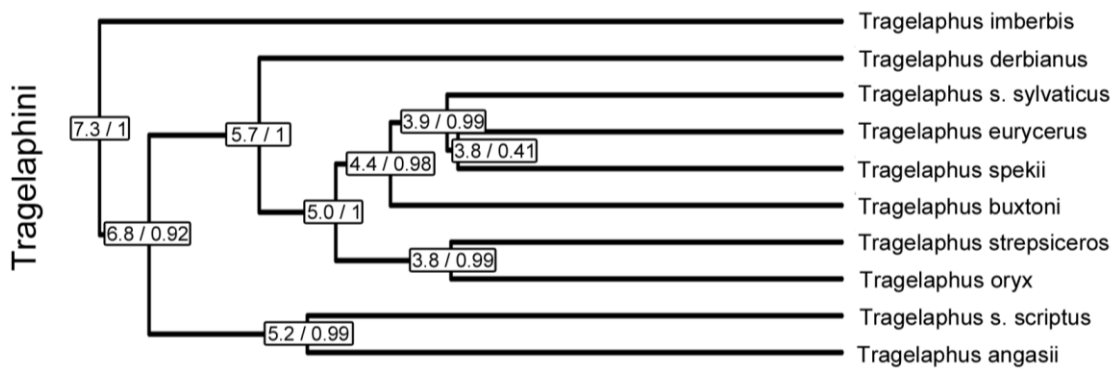 Tragelaphini
7.3 / 1
6.8 / 0.92
5.7 / 1
5.0 / 1
4.4 / 0.98
3.9 / 0.99
3.8 / 0.41
3.8 / 0.99
5.2 / 0.99
Tragelaphus imberbis
Tragelaphus derbianus
Tragelaphus s. sylvaticus
Tragelaphus eurycerus
Tragelaphus spekii
Tragelaphus buxtoni
Tragelaphus strepsiceros
Tragelaphus oryx
Tragelaphus s. scriptus
Tragelaphus angasii